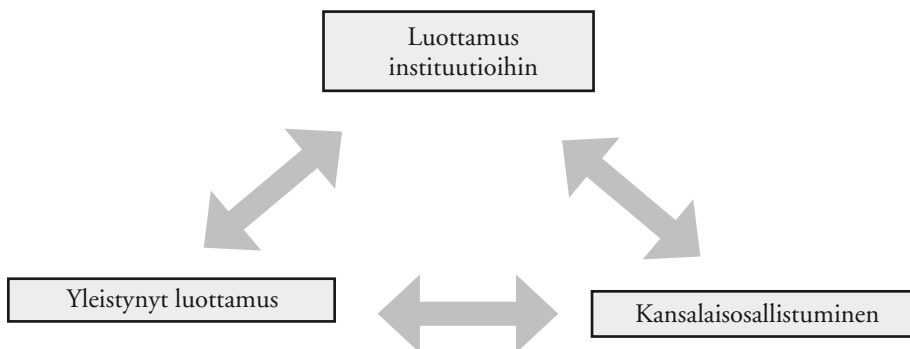 Luottamus
instituutioihin
Yleistynyt luottamus
Kansalaisosallistuminen